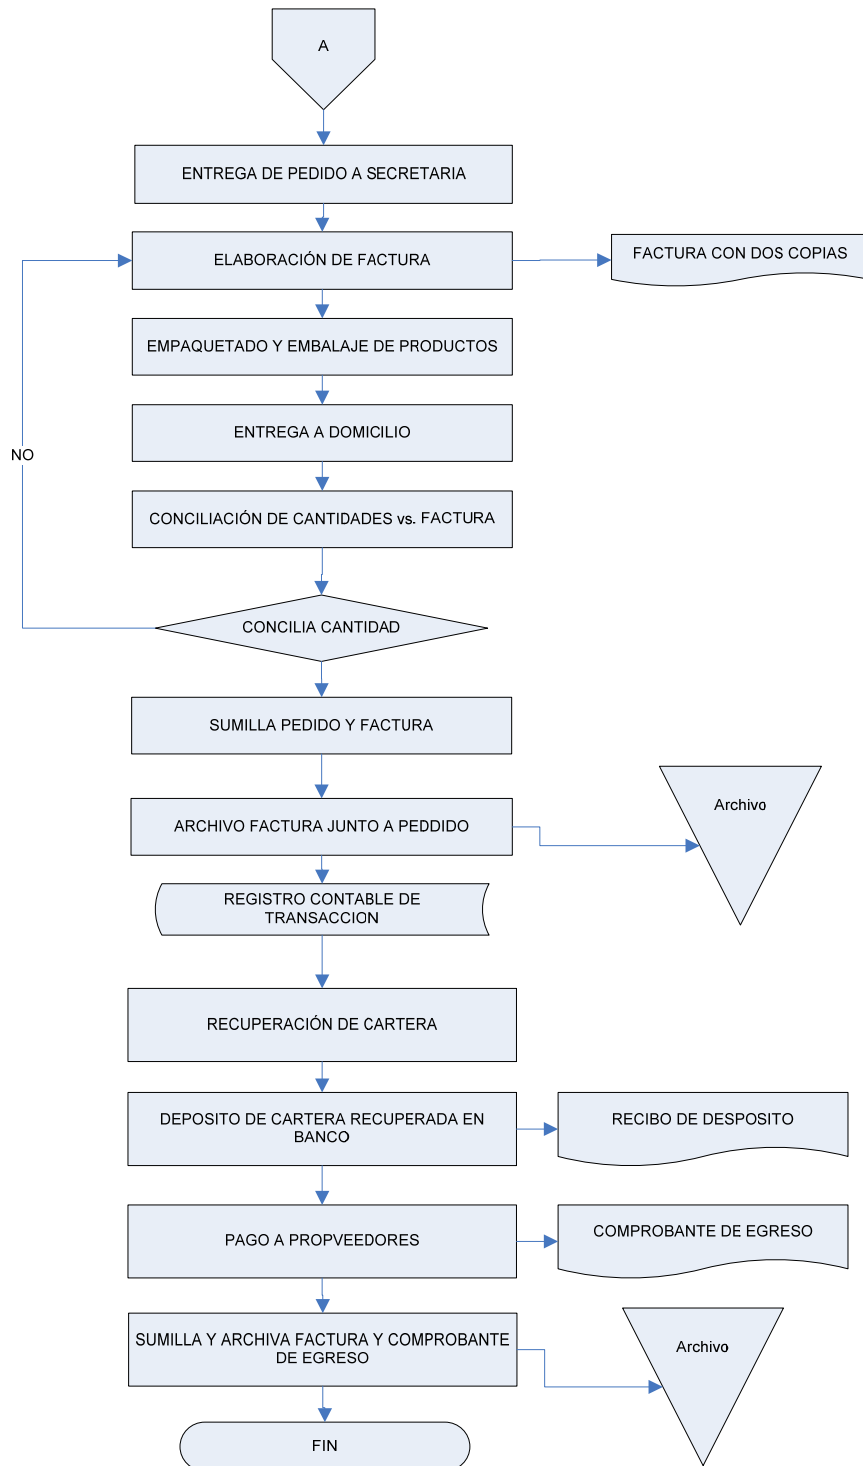 A
ENTREGA DE PEDIDO A SECRETARIA
ELABORACIÓN DE FACTURA
FACTURA CON DOS COPIAS
EMPAQUETADO Y EMBALAJE DE PRODUCTOS
ENTREGA A DOMICILIO
NO
CONCILIACIÓN DE CANTIDADES vs. FACTURA
CONCILIA CANTIDAD
SUMILLA PEDIDO Y FACTURA
Archivo
ARCHIVO FACTURA JUNTO A PEDDIDO
REGISTRO CONTABLE DE
TRANSACCION
RECUPERACIÓN DE CARTERA
DEPOSITO DE CARTERA RECUPERADA EN
BANCO
RECIBO DE DESPOSITO
PAGO A PROPVEEDORES
COMPROBANTE DE EGRESO
SUMILLA Y ARCHIVA FACTURA Y COMPROBANTE
DE EGRESO
Archivo
FIN